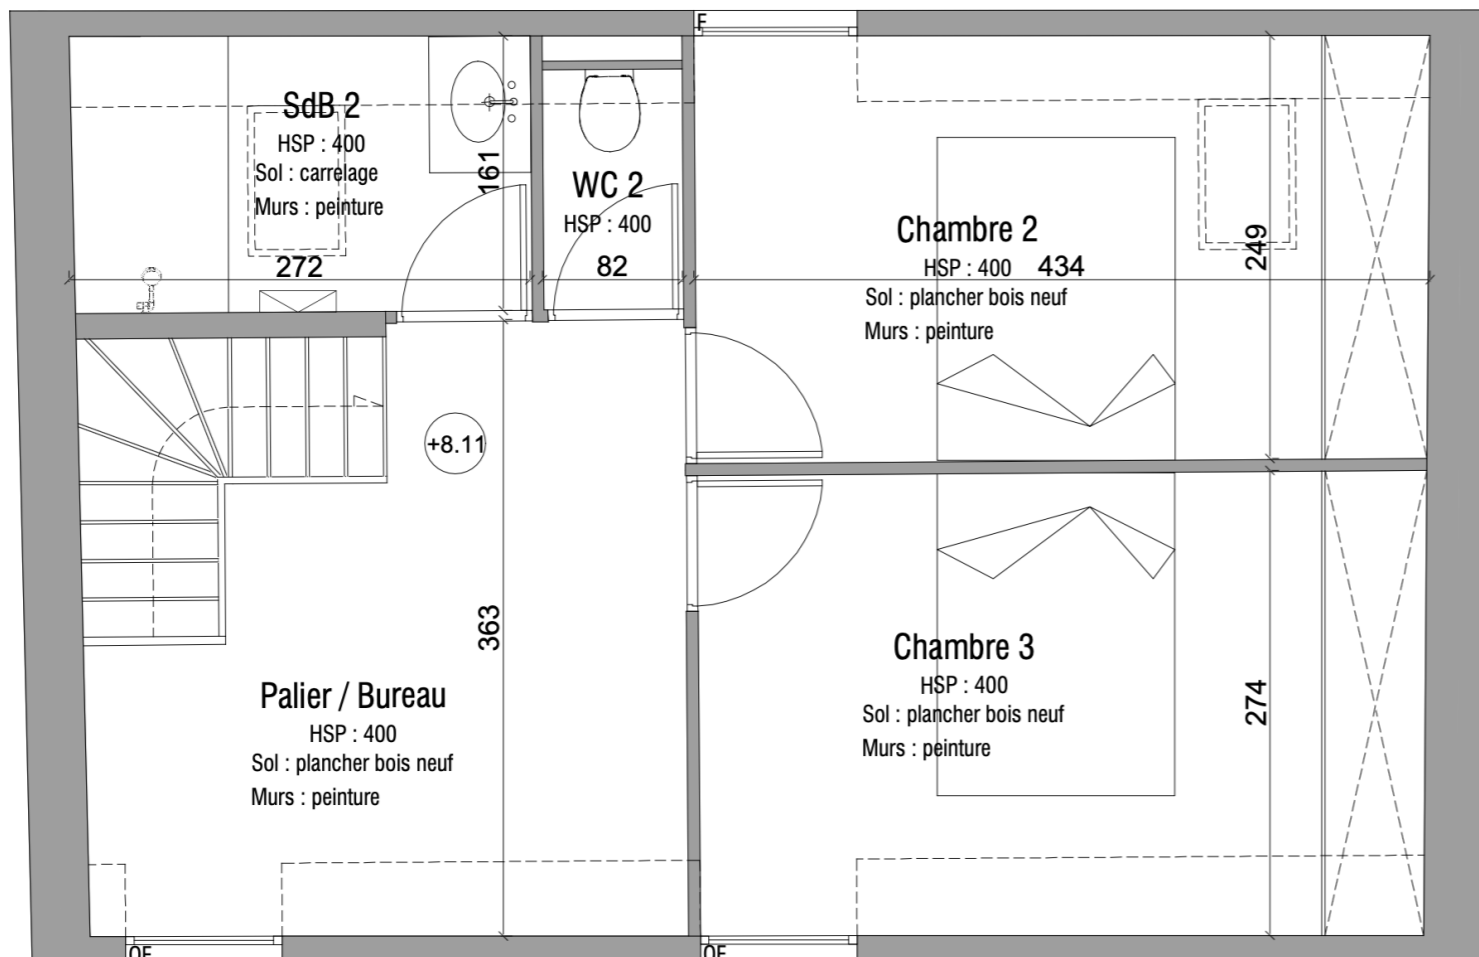 F
SdB 2
HSP : 400
Sol : carrelage
Murs : peinture
161
272
WC 2
HSP : 400
82
Chambre 2
HSP : 400
434
249
Sol : plancher bois neuf
Murs : peinture
+8.11
363
Palier / Bureau
HSP : 400
Sol : plancher bois neuf
Murs : peinture
Chambre 3
HSP : 400
Sol : plancher bois neuf
Murs : peinture
274
OF
OF